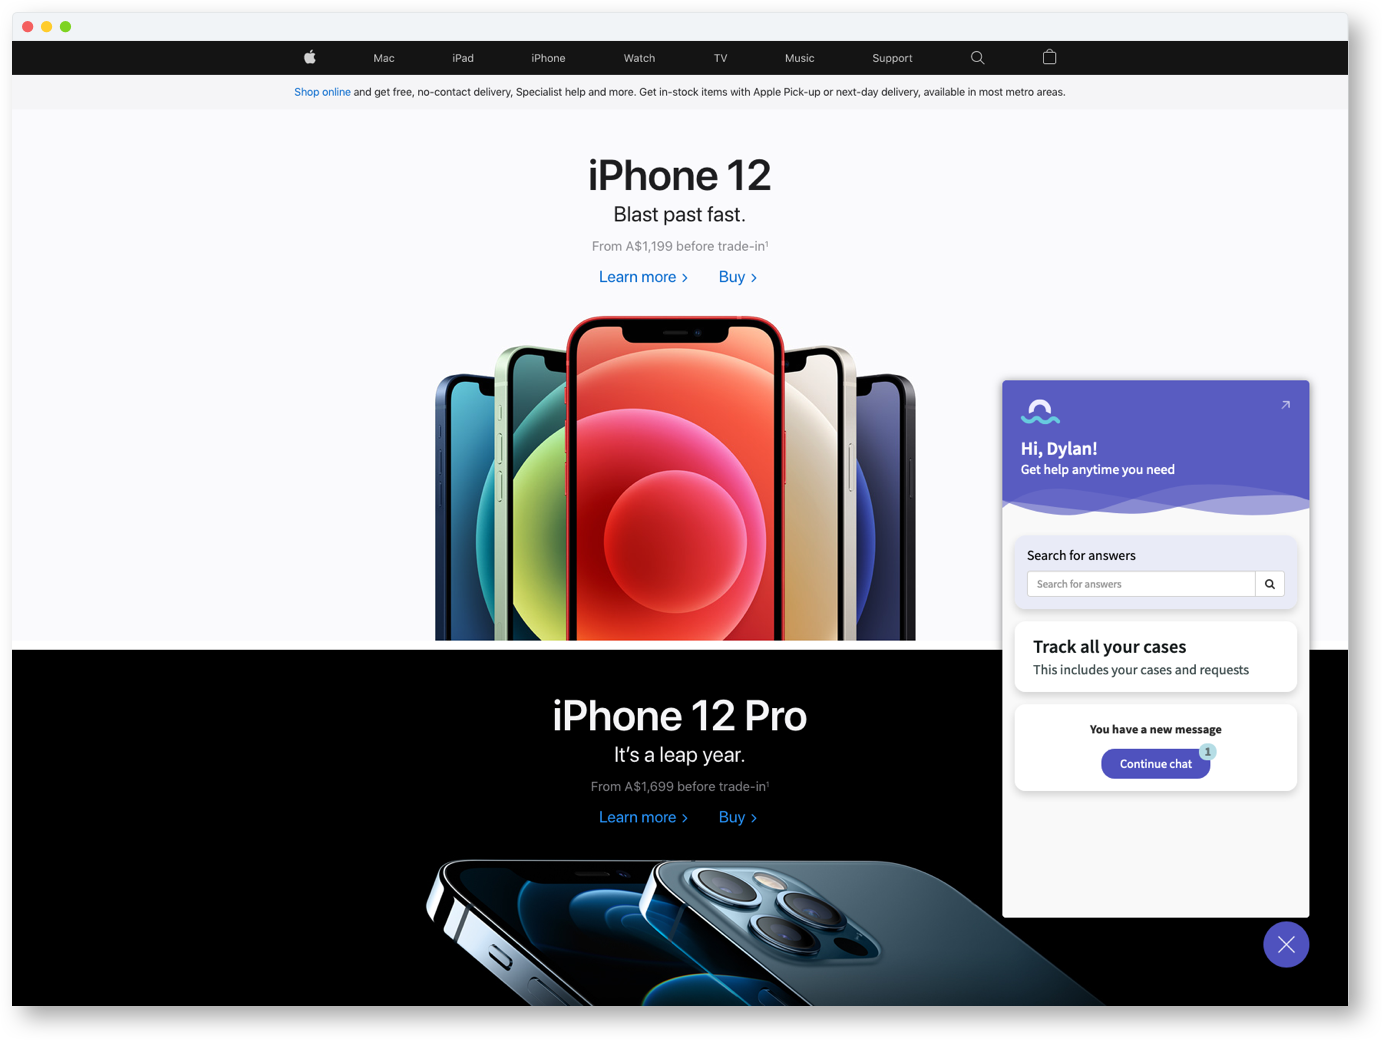 Mac iPad iPhone Watch TV Music Support
Shop online and get free, no-contact delivery, Specialist help and more. Get in-stock items with Apple Pick-up or next-day delivery, available in most metro areas.
iPhone 12
Blast past fast.
From A$1,199 before trade-in¹
Learn more > Buy >
iPhone 12 Pro
It's a leap year.
From A$1,699 before trade-in¹
Learn more > Buy >
Hi, Dylan!
Get help anytime you need
Search for answers
Search for answers
Track all your cases
This includes your cases and requests
You have a new message
1
Continue chat